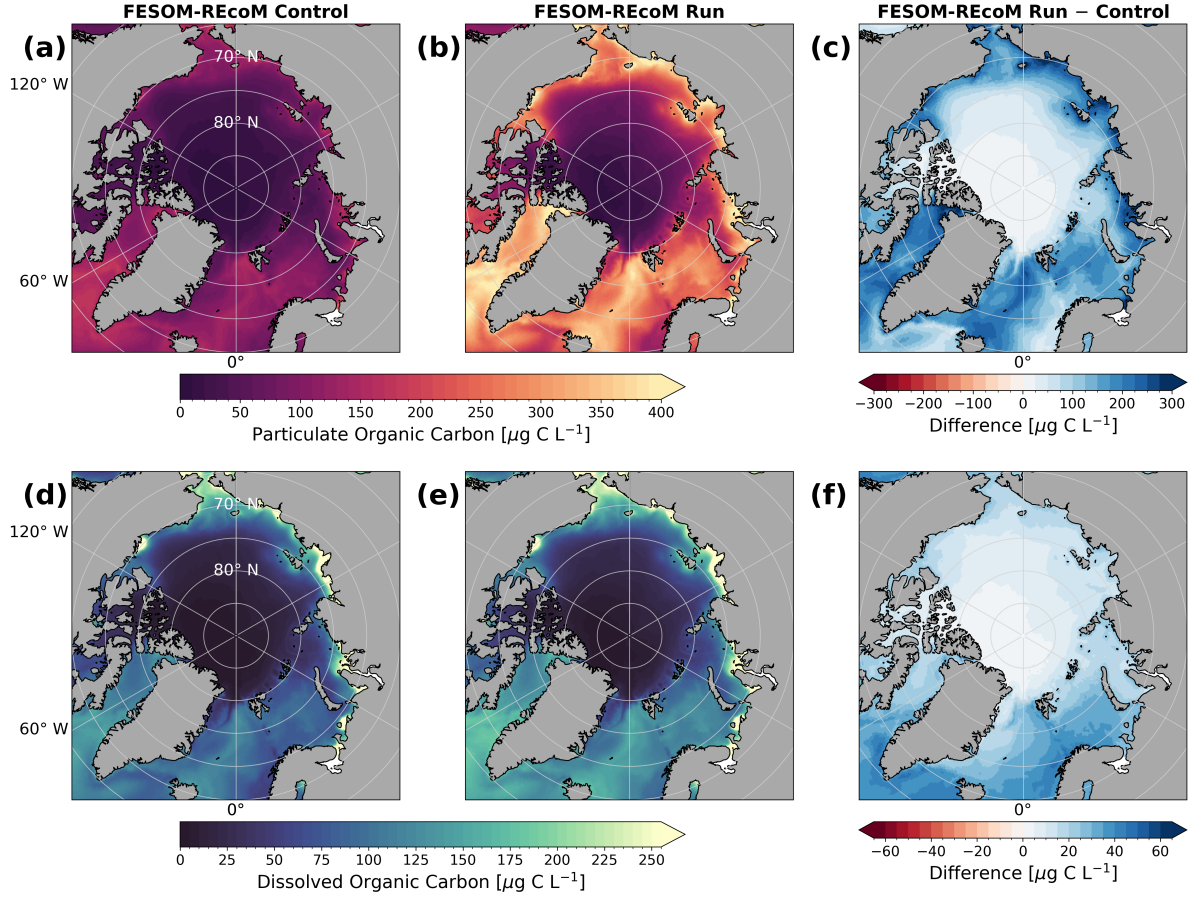 FESOM-REcoM Control
FESOM-REcoM Run
FESOM-REcoM Run − Control
(a)
(b)
(c)
70° N
120° W
80° N
60° W
0°
0°
0 50 100 150 200 250 300 350 400
Particulate Organic Carbon [μg C L⁻¹]
−300 −200 −100 0 100 200 300
Difference [μg C L⁻¹]
(d)
(e)
(f)
70° N
120° W
80° N
60° W
0°
0°
0 25 50 75 100 125 150 175 200 225 250
Dissolved Organic Carbon [μg C L⁻¹]
−60 −40 −20 0 20 40 60
Difference [μg C L⁻¹]